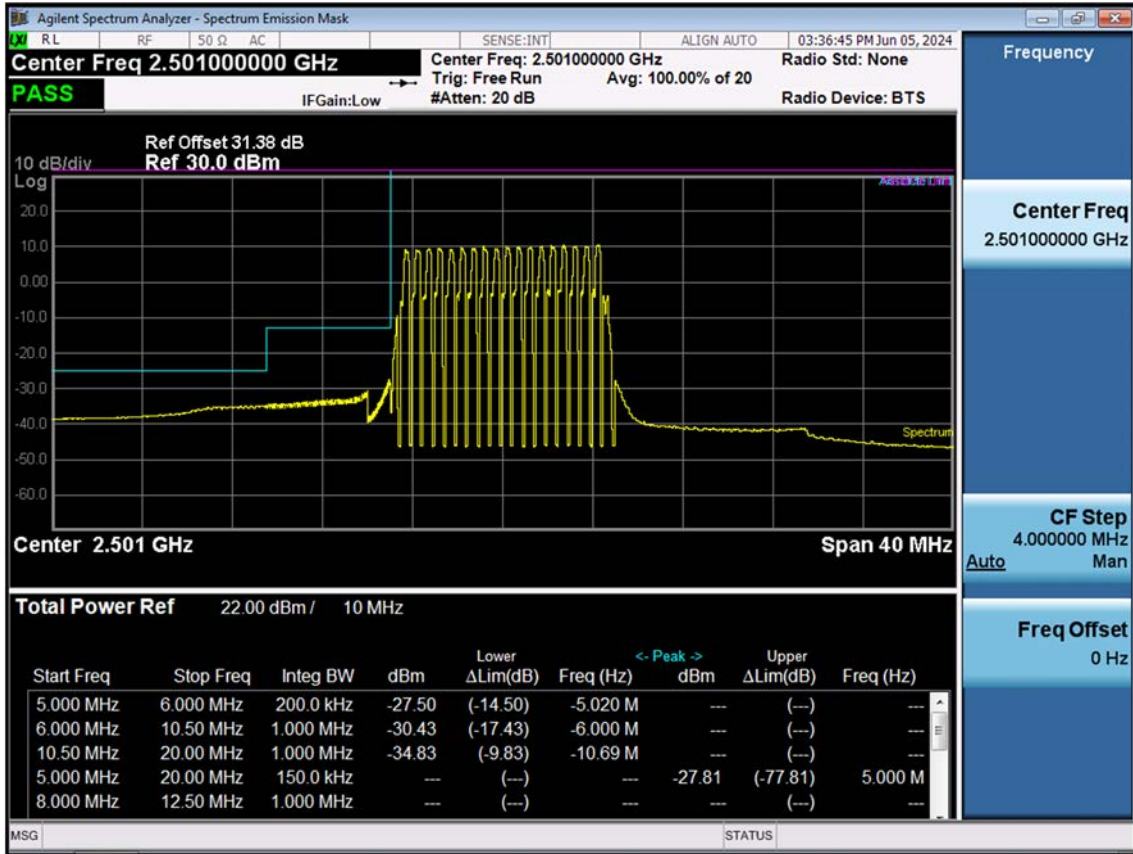 Agilent Spectrum Analyzer - Spectrum Emission Mask
LXI RL RF 50 Ω AC SENSE:INT ALIGN AUTO 03:36:45 PM Jun 05, 2024
Center Freq 2.501000000 GHz
PASS
IFGain:Low
Center Freq: 2.501000000 GHz
Trig: Free Run Avg: 100.00% of 20
#Atten: 20 dB
Radio Std: None
Radio Device: BTS
Ref Offset 31.38 dB
10 dB/div Ref 30.0 dBm
Log
Absolute Limit
20.0
10.0
0.00
-10.0
-20.0
-30.0
-40.0
-50.0
-60.0
Spectrum
Center 2.501 GHz Span 40 MHz
Total Power Ref 22.00 dBm / 10 MHz
Lower <- Peak -> Upper
Start Freq Stop Freq Integ BW dBm ΔLim(dB) Freq (Hz) dBm ΔLim(dB) Freq (Hz)
5.000 MHz 6.000 MHz 200.0 kHz -27.50 (-14.50) -5.020 M --- (---) ---
6.000 MHz 10.50 MHz 1.000 MHz -30.43 (-17.43) -6.000 M --- (---) ---
10.50 MHz 20.00 MHz 1.000 MHz -34.83 (-9.83) -10.69 M --- (---) ---
5.000 MHz 20.00 MHz 150.0 kHz --- (---) --- -27.81 (-77.81) 5.000 M
8.000 MHz 12.50 MHz 1.000 MHz --- (---) --- --- (---) ---
MSG STATUS
Frequency
Center Freq
2.501000000 GHz
CF Step
4.000000 MHz
Auto Man
Freq Offset
0 Hz